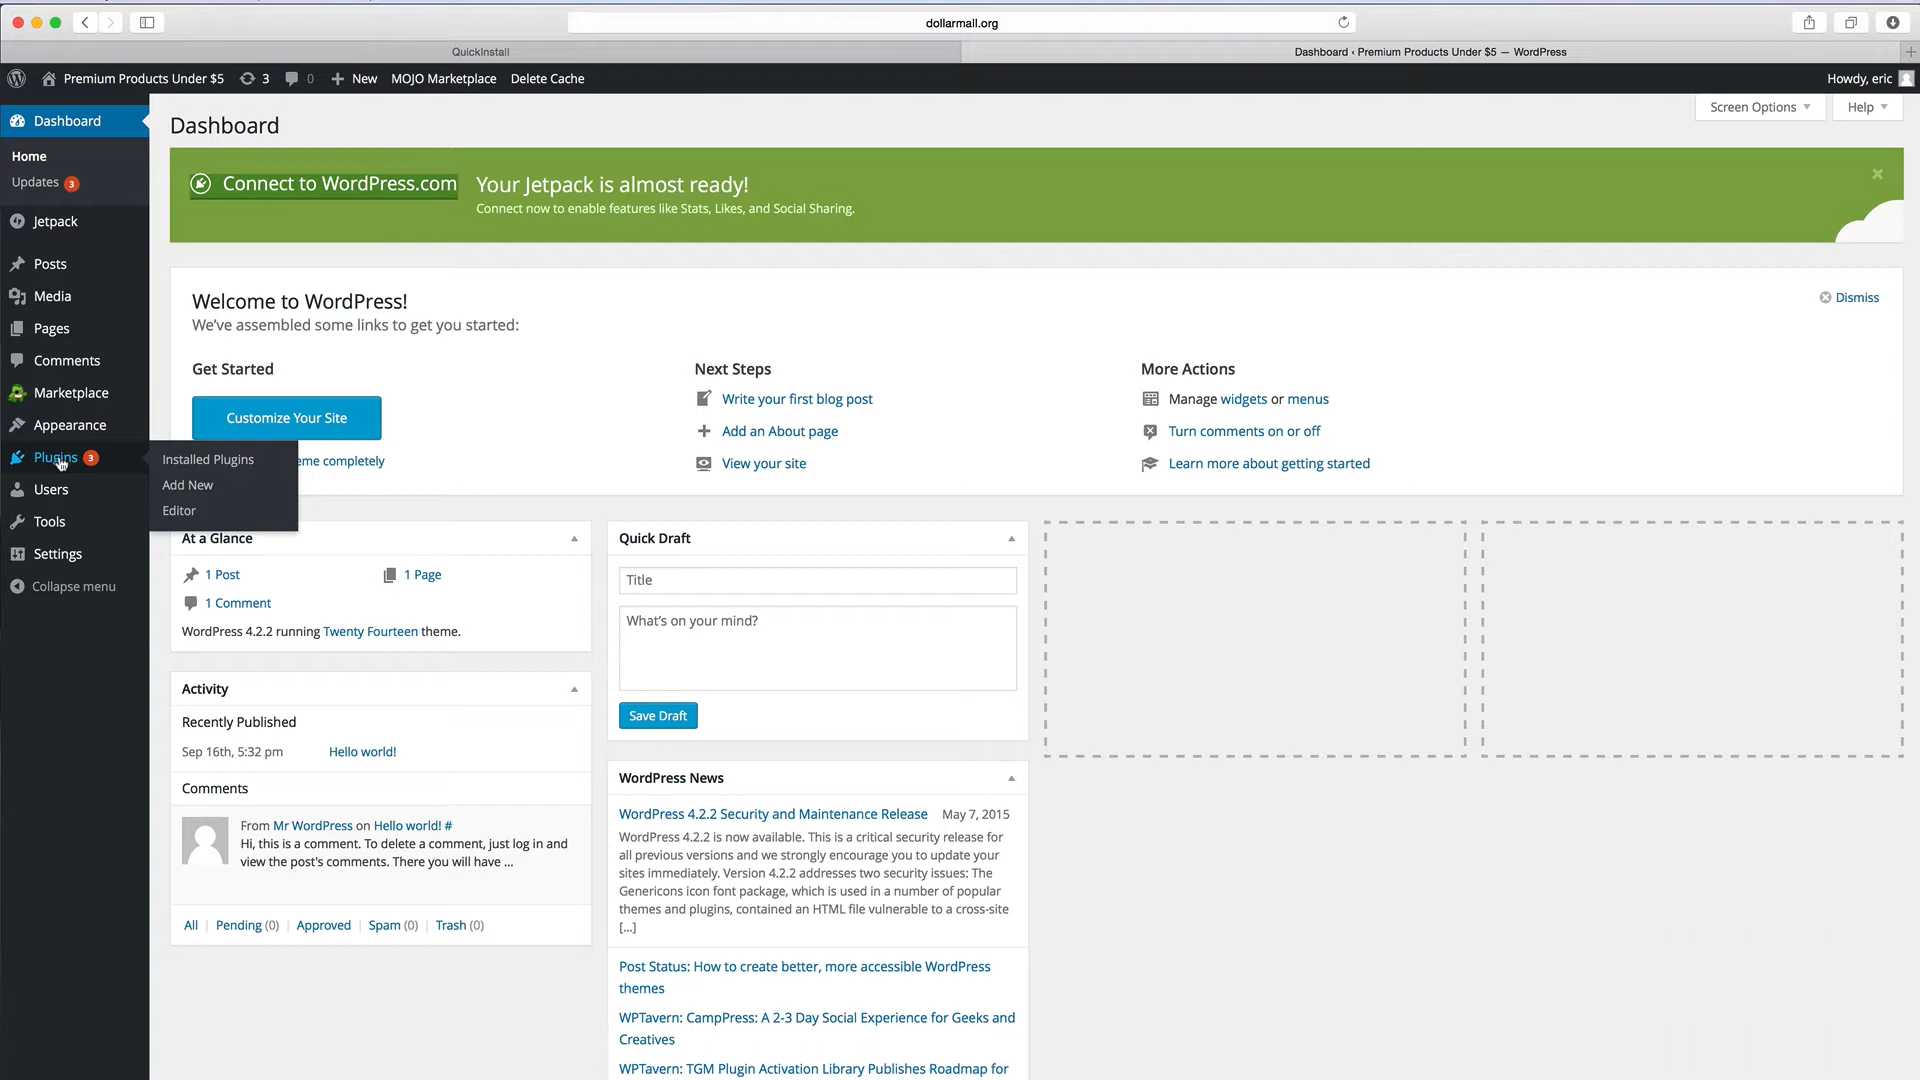 dollarmall.org
QuickInstall
Dashboard ‹ Premium Products Under $5 — WordPress
Premium Products Under $5
3
0
New
MOJO Marketplace
Delete Cache
Howdy, eric
Dashboard
Home
Updates 3
Jetpack
Posts
Media
Pages
Comments
Marketplace
Appearance
Plugins 3
Users
Tools
Settings
Collapse menu
Installed Plugins
Add New
Editor
Dashboard
Screen Options
Help
Connect to WordPress.com
Your Jetpack is almost ready!
Connect now to enable features like Stats, Likes, and Social Sharing.
Welcome to WordPress!
We've assembled some links to get you started:
Dismiss
Get Started
Customize Your Site
eme completely
Next Steps
Write your first blog post
Add an About page
View your site
More Actions
Manage widgets or menus
Turn comments on or off
Learn more about getting started
At a Glance
1 Post
1 Page
1 Comment
WordPress 4.2.2 running Twenty Fourteen theme.
Activity
Recently Published
Sep 16th, 5:32 pm
Hello world!
Comments
From Mr WordPress on Hello world! #
Hi, this is a comment. To delete a comment, just log in and
view the post's comments. There you will have ...
All | Pending (0) | Approved | Spam (0) | Trash (0)
Quick Draft
Title
What's on your mind?
Save Draft
WordPress News
WordPress 4.2.2 Security and Maintenance Release May 7, 2015
WordPress 4.2.2 is now available. This is a critical security release for
all previous versions and we strongly encourage you to update your
sites immediately. Version 4.2.2 addresses two security issues: The
Genericons icon font package, which is used in a number of popular
themes and plugins, contained an HTML file vulnerable to a cross-site
[...]
Post Status: How to create better, more accessible WordPress
themes
WPTavern: CampPress: A 2-3 Day Social Experience for Geeks and
Creatives
WPTavern: TGM Plugin Activation Library Publishes Roadmap for